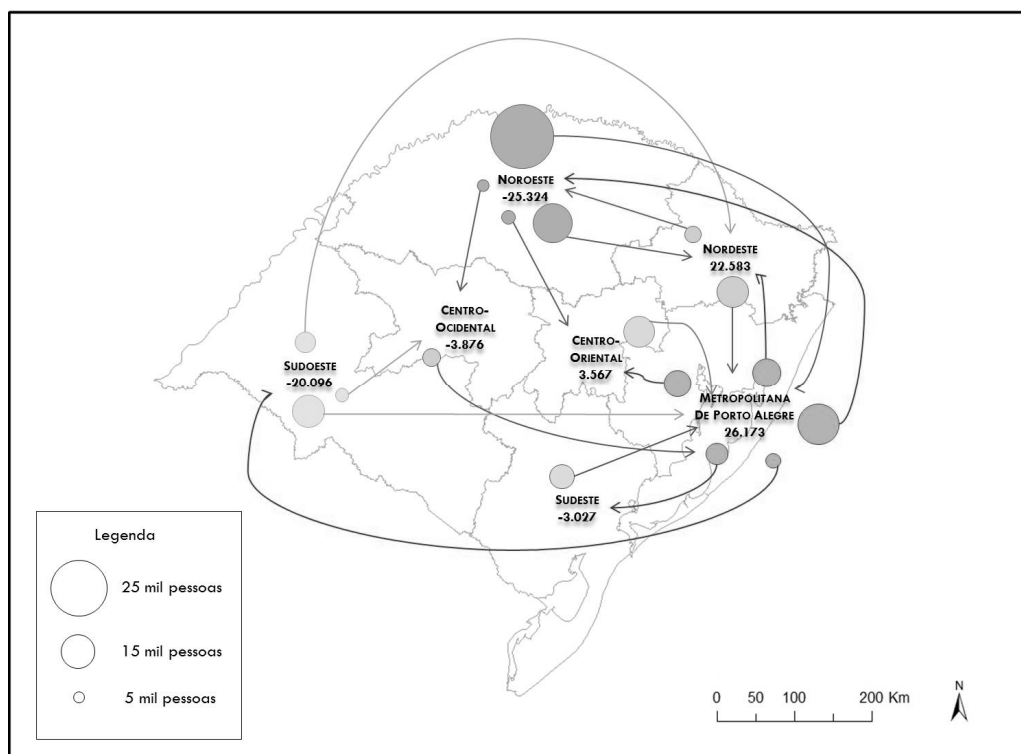 NOROESTE
-25.324
NORDESTE
22.583
CENTRO-
OCIDENTAL
-3.876
CENTRO-
ORIENTAL
3.567
SUDOESTE
-20.096
METROPOLITANA
DE PORTO ALEGRE
26.173
SUDESTE
-3.027
Legenda
25 mil pessoas
15 mil pessoas
5 mil pessoas
0 50 100 200 Km
N